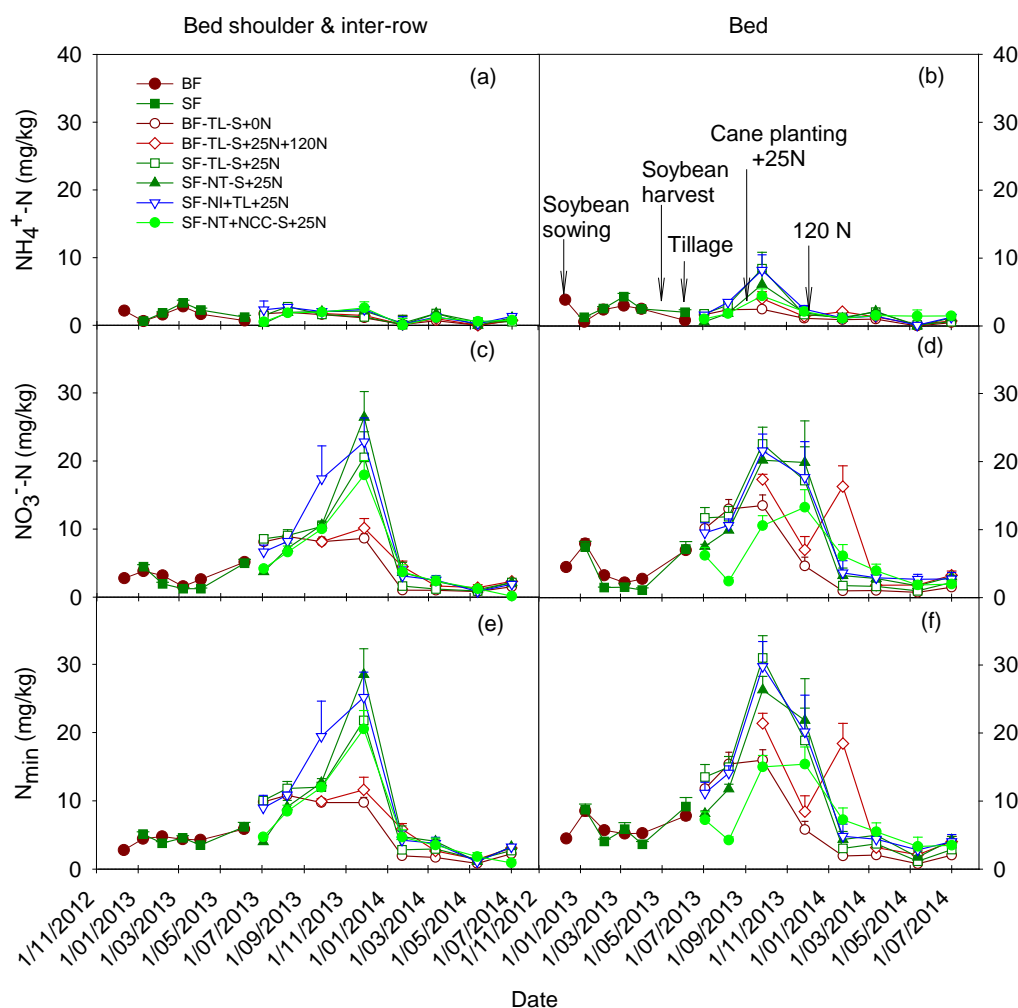 Bed shoulder & inter-row
Bed
40
30
20
10
0
NH₄⁺-N (mg/kg)
(a)
BF
SF
BF-TL-S+0N
BF-TL-S+25N+120N
SF-TL-S+25N
SF-NT-S+25N
SF-NI+TL+25N
SF-NT+NCC-S+25N
(b)
Soybean
sowing
Soybean
harvest
Tillage
Cane planting
+25N
120 N
40
30
20
10
0
30
20
10
0
NO₃⁻-N (mg/kg)
(c)
(d)
30
20
10
0
30
20
10
0
N_min (mg/kg)
(e)
(f)
30
20
10
0
1/11/2012
1/01/2013
1/03/2013
1/05/2013
1/07/2013
1/09/2013
1/11/2013
1/01/2014
1/03/2014
1/05/2014
1/07/2014
1/11/2012
1/01/2013
1/03/2013
1/05/2013
1/07/2013
1/09/2013
1/11/2013
1/01/2014
1/03/2014
1/05/2014
1/07/2014
Date